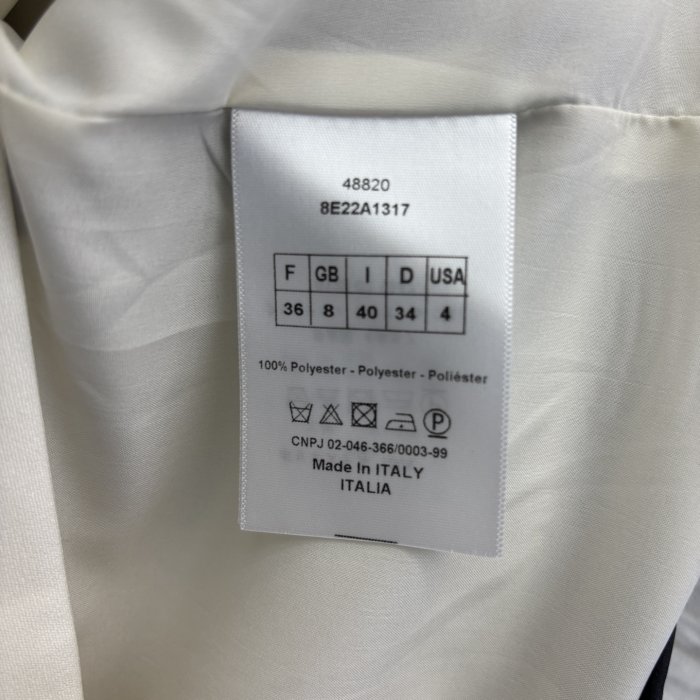 48820
8E22A1317
F GB I D USA
36 8 40 34 4
100% Polyester - Polyester - Poliéster
P
CNPJ 02-046-366/0003-99
Made In ITALY
ITALIA